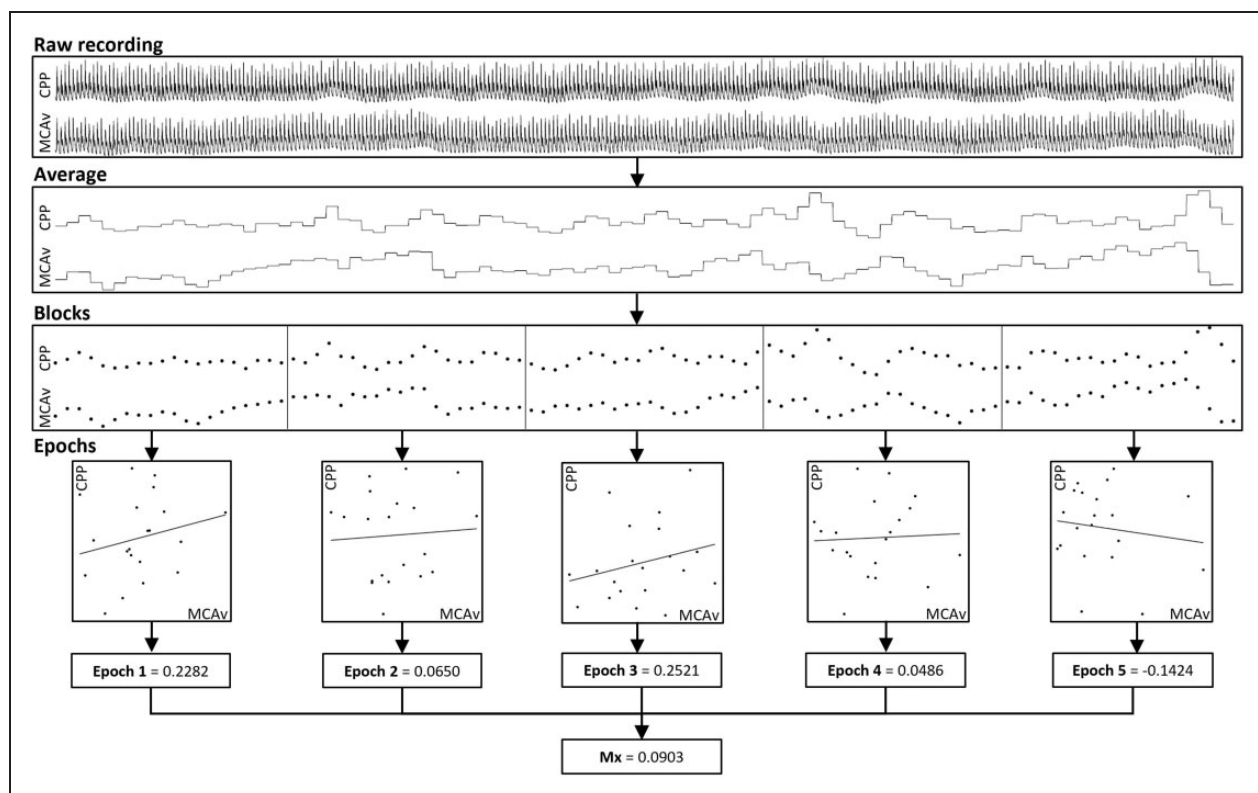 Raw recording
CPP
MCAv
Average
CPP
MCAv
Blocks
CPP
MCAv
Epochs
CPP
MCAv
CPP
MCAv
CPP
MCAv
CPP
MCAv
CPP
MCAv
Epoch 1 = 0.2282
Epoch 2 = 0.0650
Epoch 3 = 0.2521
Epoch 4 = 0.0486
Epoch 5 = -0.1424
Mx = 0.0903